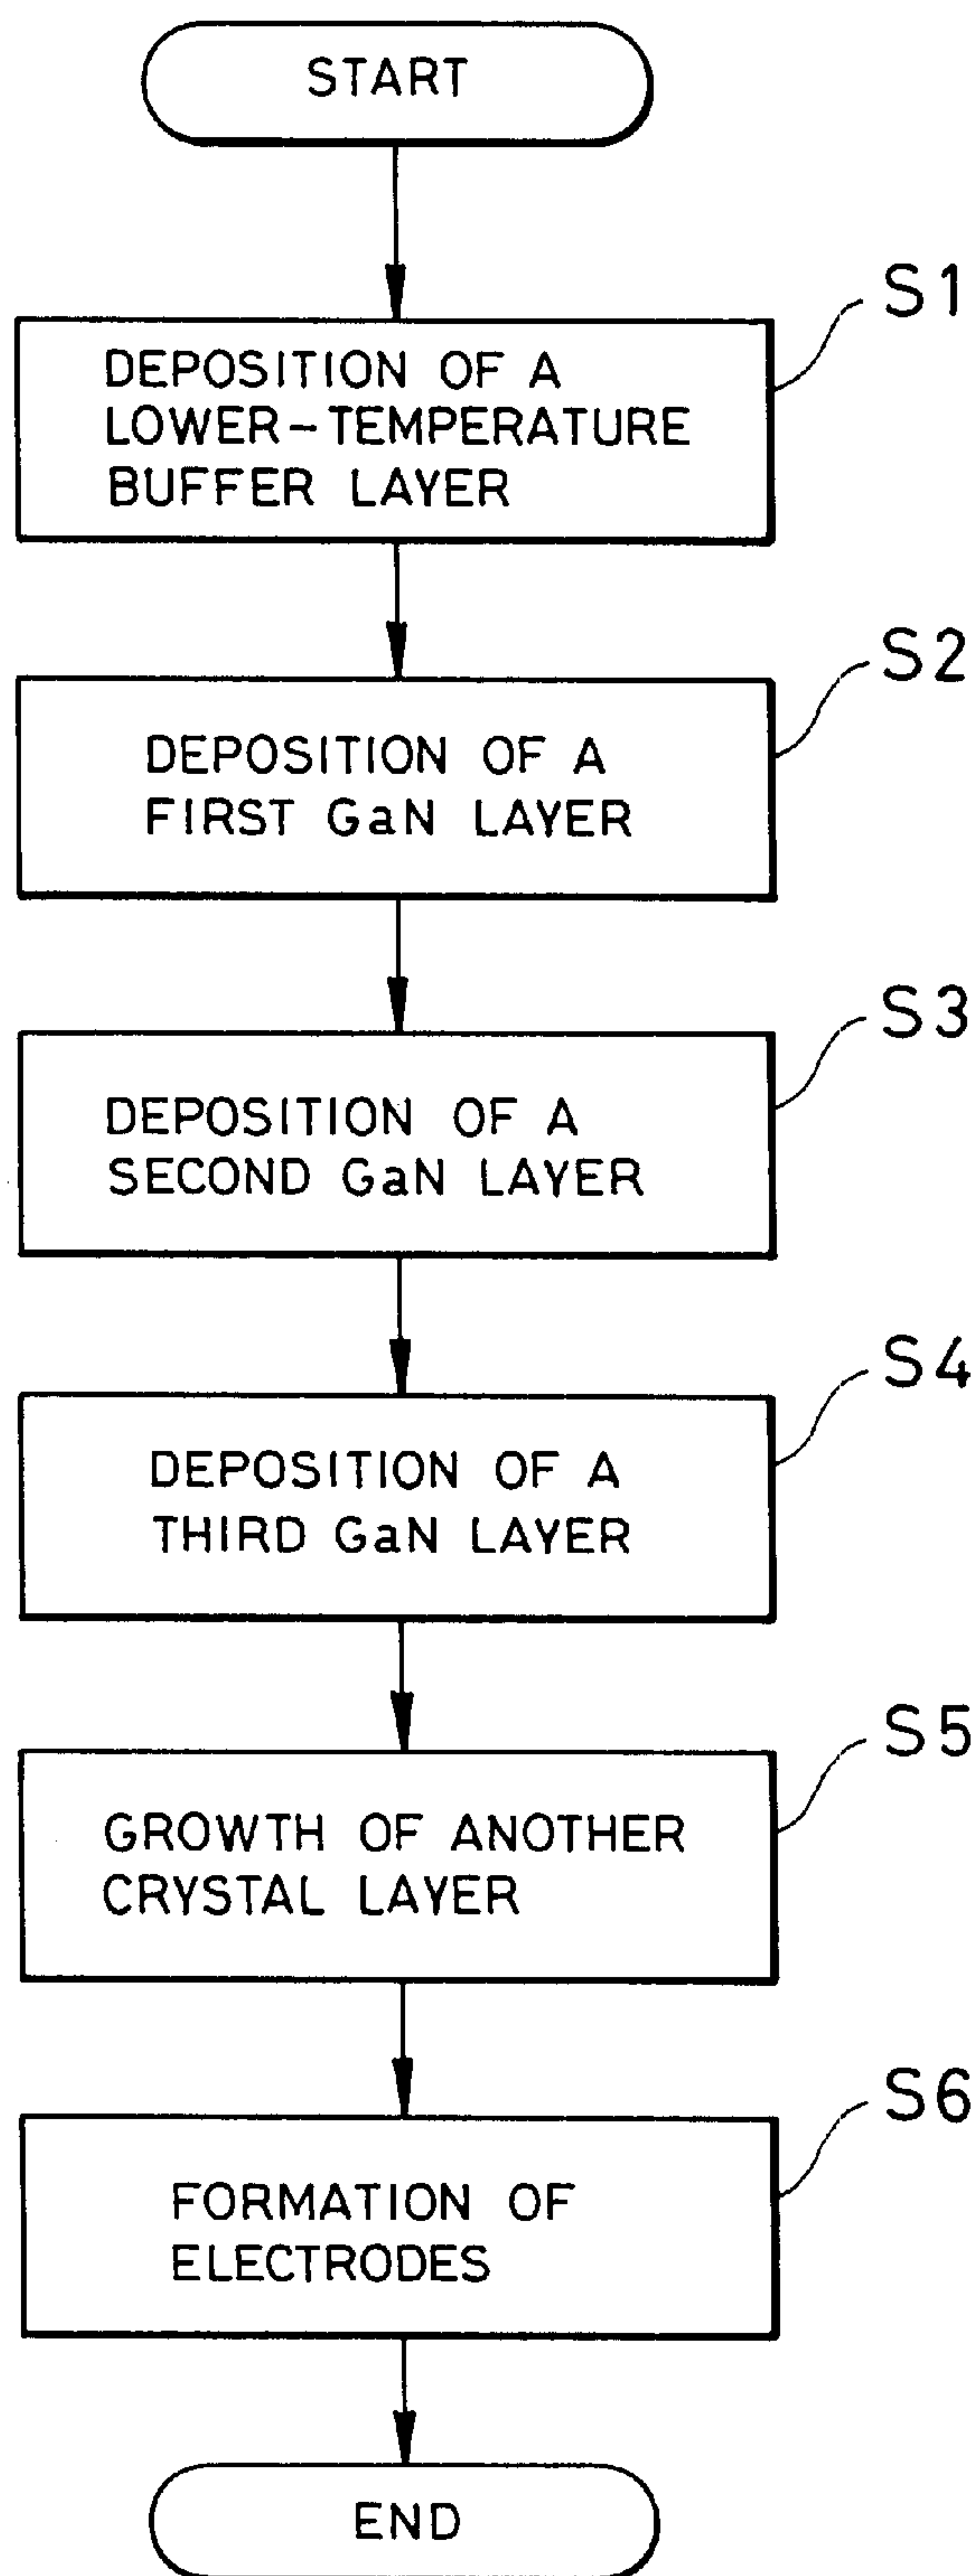 START
S1
DEPOSITION OF A
LOWER-TEMPERATURE
BUFFER LAYER
S2
DEPOSITION OF A
FIRST GaN LAYER
S3
DEPOSITION OF A
SECOND GaN LAYER
S4
DEPOSITION OF A
THIRD GaN LAYER
S5
GROWTH OF ANOTHER
CRYSTAL LAYER
S6
FORMATION OF
ELECTRODES
END